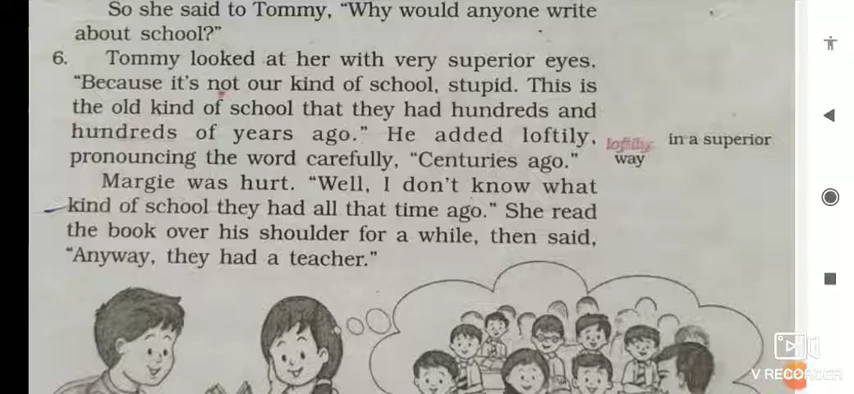 So she said to Tommy, “Why would anyone write
about school?”
6. Tommy looked at her with very superior eyes.
“Because it's not our kind of school, stupid. This is
the old kind of school that they had hundreds and
hundreds of years ago.” He added loftily,
pronouncing the word carefully, “Centuries ago.”
loftily in a superior
way
Margie was hurt. “Well, I don't know what
kind of school they had all that time ago.” She read
the book over his shoulder for a while, then said,
“Anyway, they had a teacher.”
V RECORDER